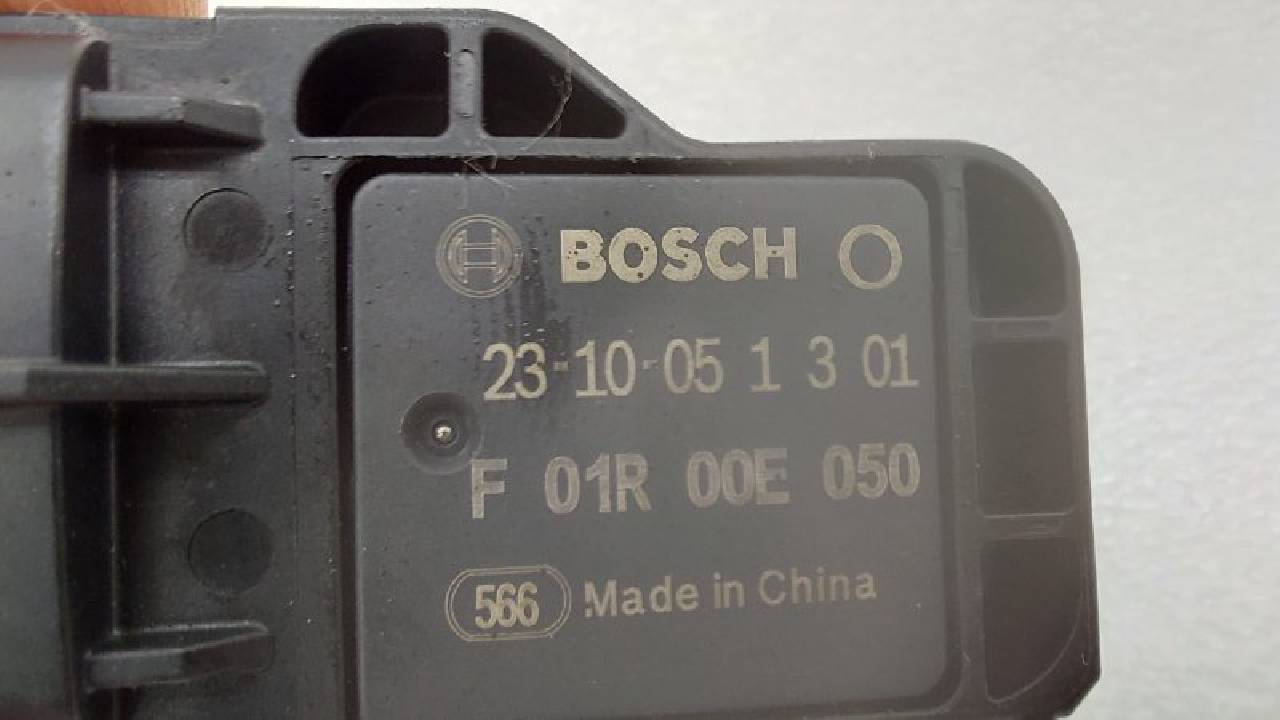 BOSCH
23-10-05 1 3 01
F 01R 00E 050
566 Made in China